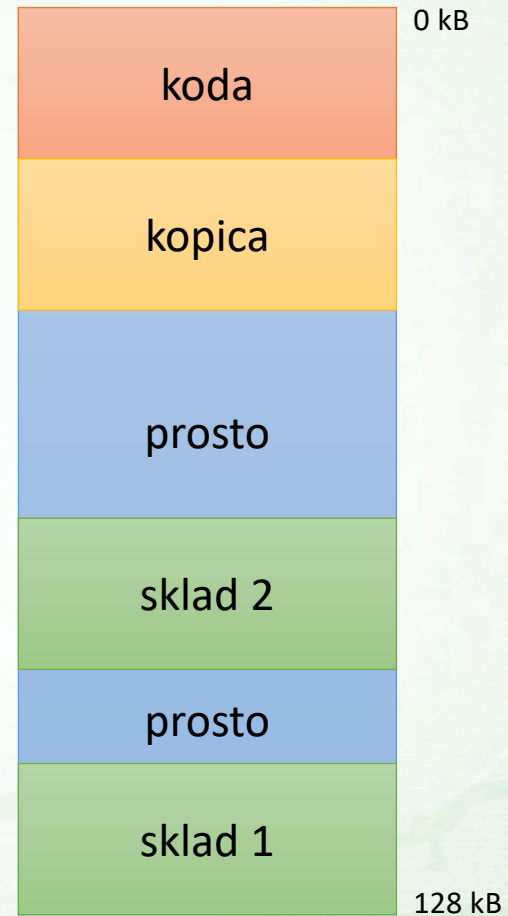 0 kB
koda
kopica
prosto
sklad 2
prosto
sklad 1
128 kB